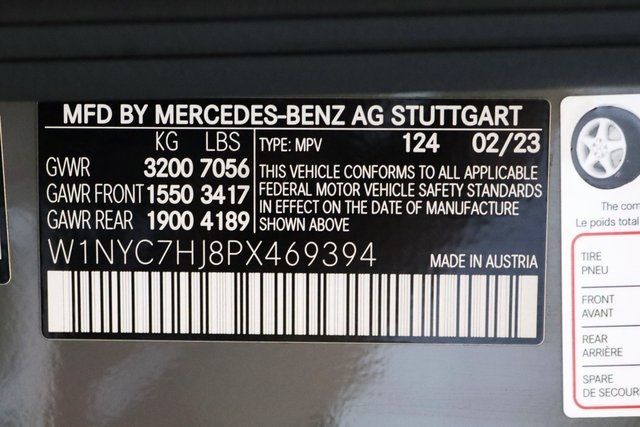 MFD BY MERCEDES-BENZ AG STUTTGART
KG LBS TYPE: MPV 124 02/23
GVWR 3200 7056
GAWR FRONT 1550 3417
GAWR REAR 1900 4189
THIS VEHICLE CONFORMS TO ALL APPLICABLE
FEDERAL MOTOR VEHICLE SAFETY STANDARDS
IN EFFECT ON THE DATE OF MANUFACTURE
SHOWN ABOVE
W1NYC7HJ8PX469394 MADE IN AUSTRIA
The com
Le poids total
TIRE
PNEU
FRONT
AVANT
REAR
ARRIÈRE
SPARE
DE SECOUR